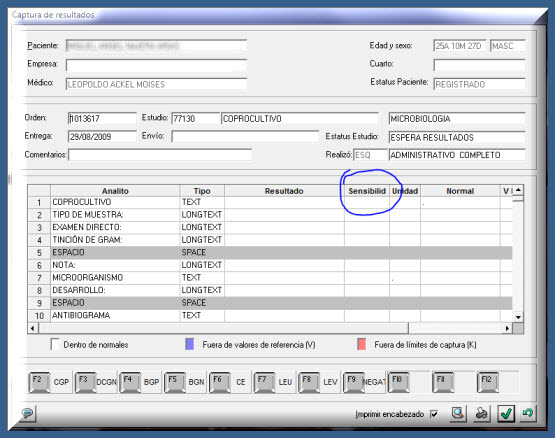 Captura de resultados
Paciente: Edad y sexo: 25A 10M 27D MASC
Empresa: Cuarto:
Médico: LEOPOLDO ACKEL MOISES Estatus Paciente: REGISTRADO
Orden: 1013617 Estudio: 77130 COPROCULTIVO MICROBIOLOGIA
Entrega: 29/08/2009 Envío: Estatus Estudio: ESPERA RESULTADOS
Comentarios: Realizó: ESQ ADMINISTRATIVO COMPLETO
Analito Tipo Resultado Sensibilid Unidad Normal V
1 COPROCULTIVO TEXT .
2 TIPO DE MUESTRA: LONGTEXT
3 EXAMEN DIRECTO: LONGTEXT
4 TINCIÓN DE GRAM: LONGTEXT
5 ESPACIO SPACE
6 NOTA: LONGTEXT
7 MICROORGANISMO TEXT .
8 DESARROLLO: LONGTEXT
9 ESPACIO SPACE
10 ANTIBIOGRAMA TEXT
Dentro de normales Fuera de valores de referencia (V) Fuera de límites de captura (K)
F2 CGP F3 DCGN F4 BGP F5 BGN F6 CE F7 LEU F8 LEV F9 NEGAT F10 F11 F12
Imprimir encabezado